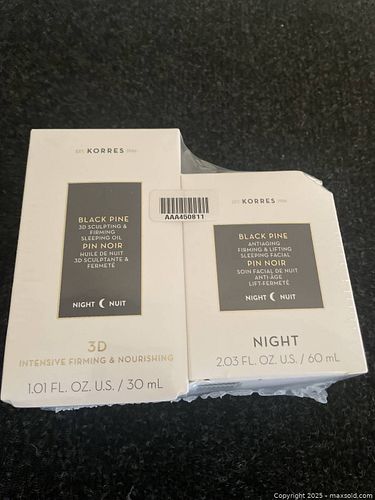 EST. KORRES 1996
BLACK PINE
3D SCULPTING &
FIRMING
SLEEPING OIL
PIN NOIR
HUILE DE NUIT
3D SCULPTANTE &
FERMETÉ
NIGHT NUIT
3D
INTENSIVE FIRMING & NOURISHING
1.01 FL. OZ. U.S. / 30 mL
AAA450811
EST. KORRES 1996
BLACK PINE
ANTIAGING
FIRMING & LIFTING
SLEEPING FACIAL
PIN NOIR
SOIN FACIAL DE NUIT
ANTI-ÂGE
LIFT-FERMETÉ
NIGHT NUIT
NIGHT
2.03 FL. OZ. U.S. / 60 mL
Copyright 2025 - maxsold.com